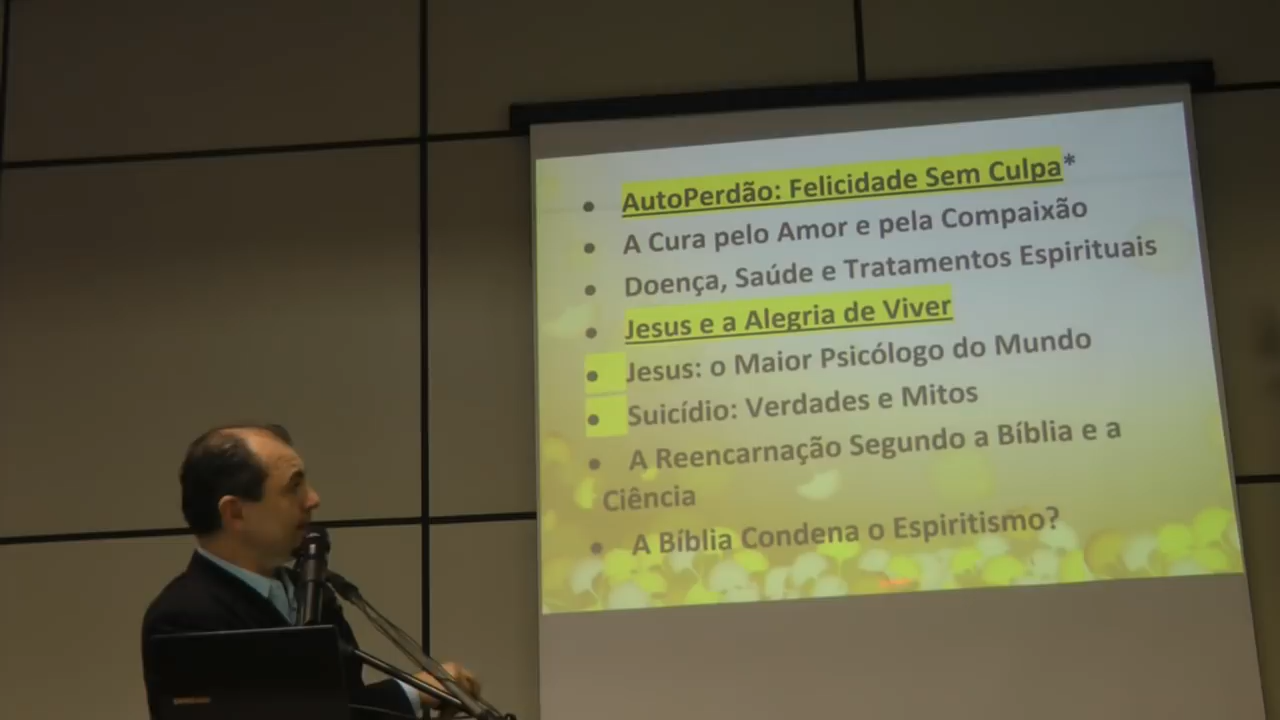 • AutoPerdão: Felicidade Sem Culpa*
• A Cura pelo Amor e pela Compaixão
• Doença, Saúde e Tratamentos Espirituais
• Jesus e a Alegria de Viver
• Jesus: o Maior Psicólogo do Mundo
• Suicídio: Verdades e Mitos
• A Reencarnação Segundo a Bíblia e a
Ciência
• A Bíblia Condena o Espiritismo?